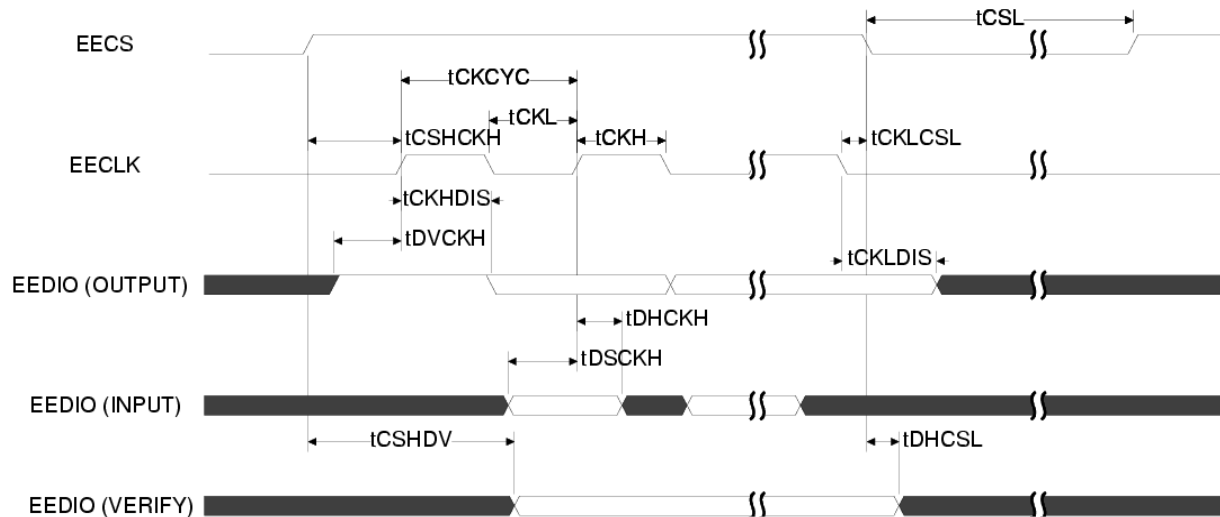 tCSL
EECS
tCKCYC
tCKL
tCSHCKH
tCKH
tCKLCSL
EECLK
tCKHDIS
tDVCKH
tCKLDIS
EEDIO (OUTPUT)
tDHCKH
tDSCKH
EEDIO (INPUT)
tCSHDV
tDHCSL
EEDIO (VERIFY)